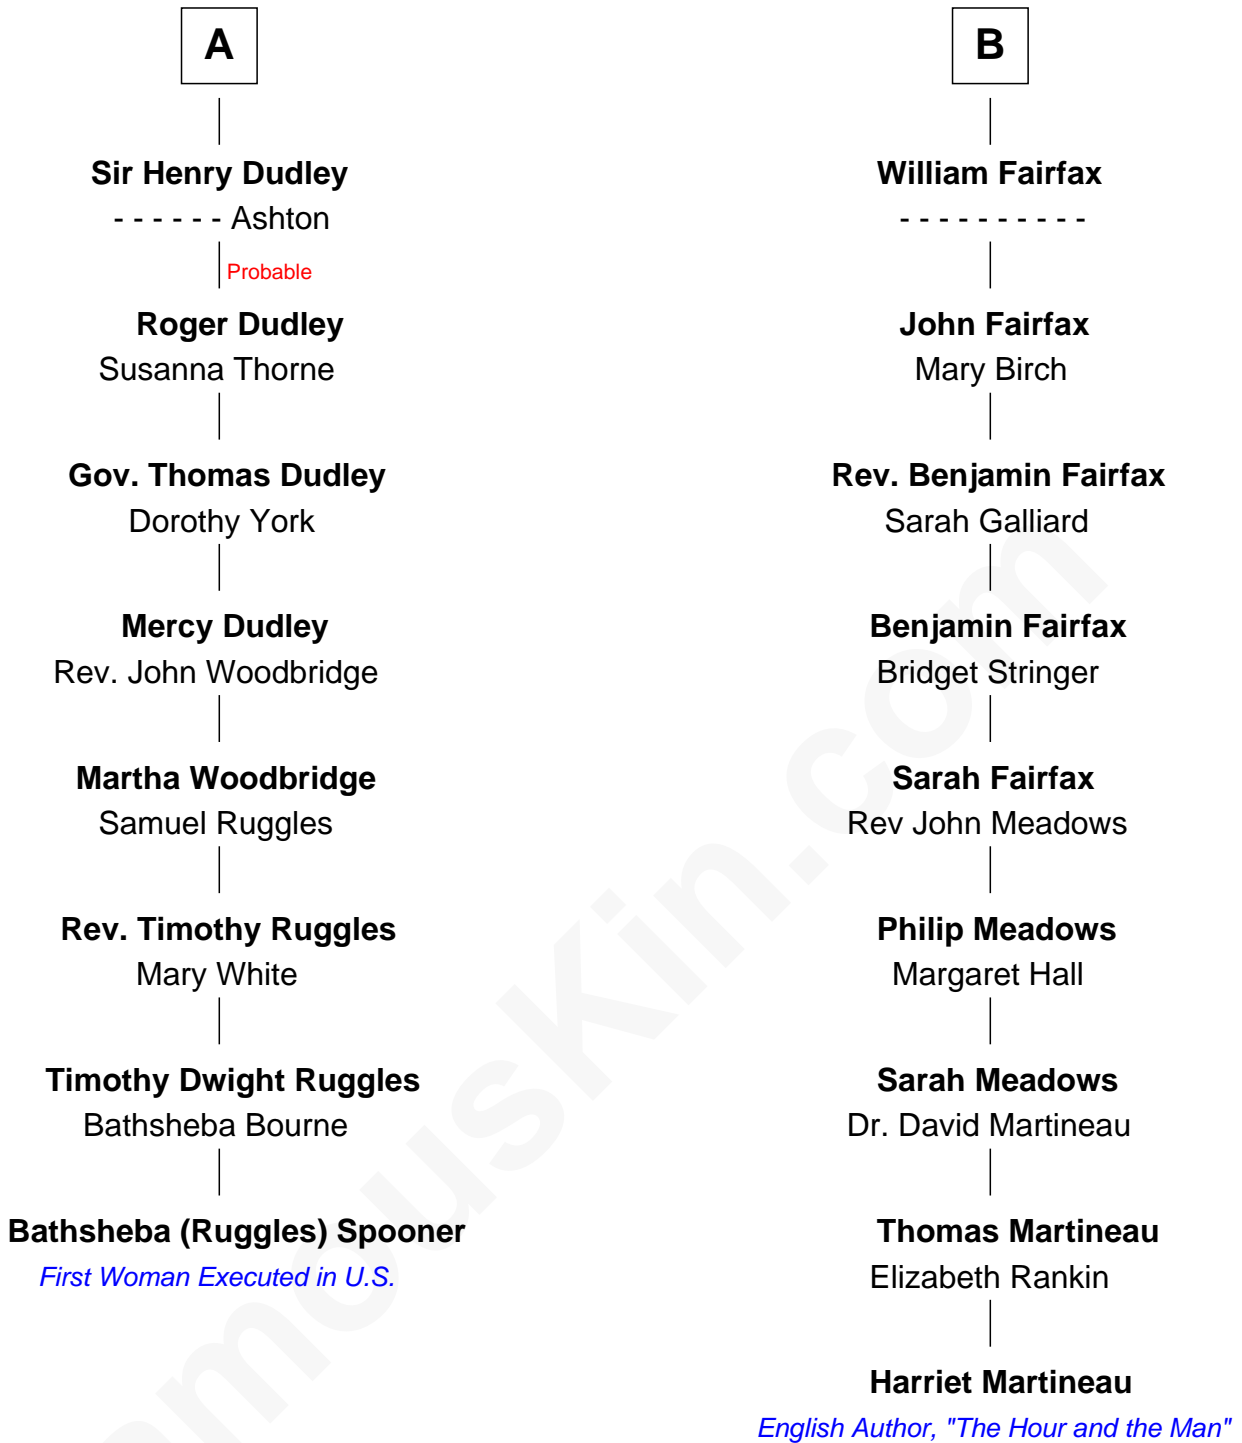 A
Sir Henry Dudley
- - - - - - Ashton
Probable
Roger Dudley
Susanna Thorne
Gov. Thomas Dudley
Dorothy York
Mercy Dudley
Rev. John Woodbridge
Martha Woodbridge
Samuel Ruggles
Rev. Timothy Ruggles
Mary White
Timothy Dwight Ruggles
Bathsheba Bourne
Bathsheba (Ruggles) Spooner
First Woman Executed in U.S.
B
William Fairfax
- - - - - - - - - -
John Fairfax
Mary Birch
Rev. Benjamin Fairfax
Sarah Galliard
Benjamin Fairfax
Bridget Stringer
Sarah Fairfax
Rev John Meadows
Philip Meadows
Margaret Hall
Sarah Meadows
Dr. David Martineau
Thomas Martineau
Elizabeth Rankin
Harriet Martineau
English Author, "The Hour and the Man"
amouskin.com